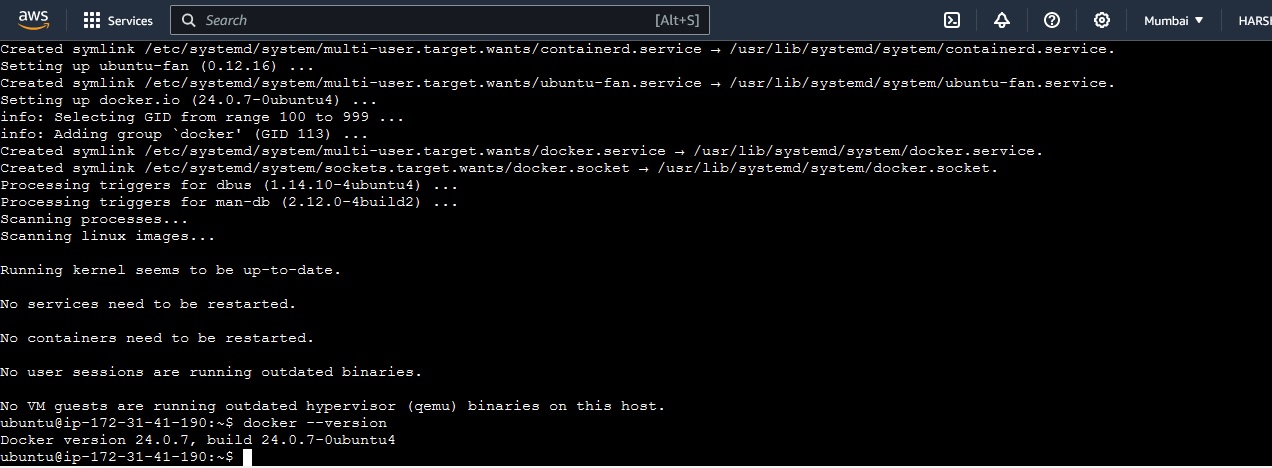 aws
Services
Search
[Alt+S]
Mumbai
HARSH
Created symlink /etc/systemd/system/multi-user.target.wants/containerd.service → /usr/lib/systemd/system/containerd.service.
Setting up ubuntu-fan (0.12.16) ...
Created symlink /etc/systemd/system/multi-user.target.wants/ubuntu-fan.service → /usr/lib/systemd/system/ubuntu-fan.service.
Setting up docker.io (24.0.7-0ubuntu4) ...
info: Selecting GID from range 100 to 999 ...
info: Adding group `docker' (GID 113) ...
Created symlink /etc/systemd/system/multi-user.target.wants/docker.service → /usr/lib/systemd/system/docker.service.
Created symlink /etc/systemd/system/sockets.target.wants/docker.socket → /usr/lib/systemd/system/docker.socket.
Processing triggers for dbus (1.14.10-4ubuntu4) ...
Processing triggers for man-db (2.12.0-4build2) ...
Scanning processes...
Scanning linux images...
Running kernel seems to be up-to-date.
No services need to be restarted.
No containers need to be restarted.
No user sessions are running outdated binaries.
No VM guests are running outdated hypervisor (qemu) binaries on this host.
ubuntu@ip-172-31-41-190:~$ docker --version
Docker version 24.0.7, build 24.0.7-0ubuntu4
ubuntu@ip-172-31-41-190:~$